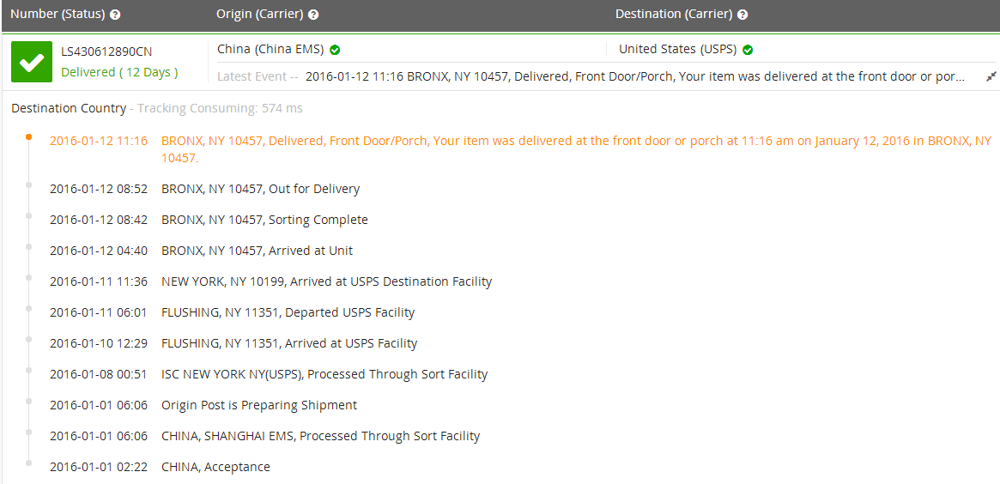 Number (Status) ?
Origin (Carrier) ?
Destination (Carrier) ?
LS430612890CN
Delivered ( 12 Days )
China (China EMS)
United States (USPS)
Latest Event -- 2016-01-12 11:16 BRONX, NY 10457, Delivered, Front Door/Porch, Your item was delivered at the front door or por...
Destination Country - Tracking Consuming: 574 ms
2016-01-12 11:16 BRONX, NY 10457, Delivered, Front Door/Porch, Your item was delivered at the front door or porch at 11:16 am on January 12, 2016 in BRONX, NY
10457.
2016-01-12 08:52 BRONX, NY 10457, Out for Delivery
2016-01-12 08:42 BRONX, NY 10457, Sorting Complete
2016-01-12 04:40 BRONX, NY 10457, Arrived at Unit
2016-01-11 11:36 NEW YORK, NY 10199, Arrived at USPS Destination Facility
2016-01-11 06:01 FLUSHING, NY 11351, Departed USPS Facility
2016-01-10 12:29 FLUSHING, NY 11351, Arrived at USPS Facility
2016-01-08 00:51 ISC NEW YORK NY(USPS), Processed Through Sort Facility
2016-01-01 06:06 Origin Post is Preparing Shipment
2016-01-01 06:06 CHINA, SHANGHAI EMS, Processed Through Sort Facility
2016-01-01 02:22 CHINA, Acceptance